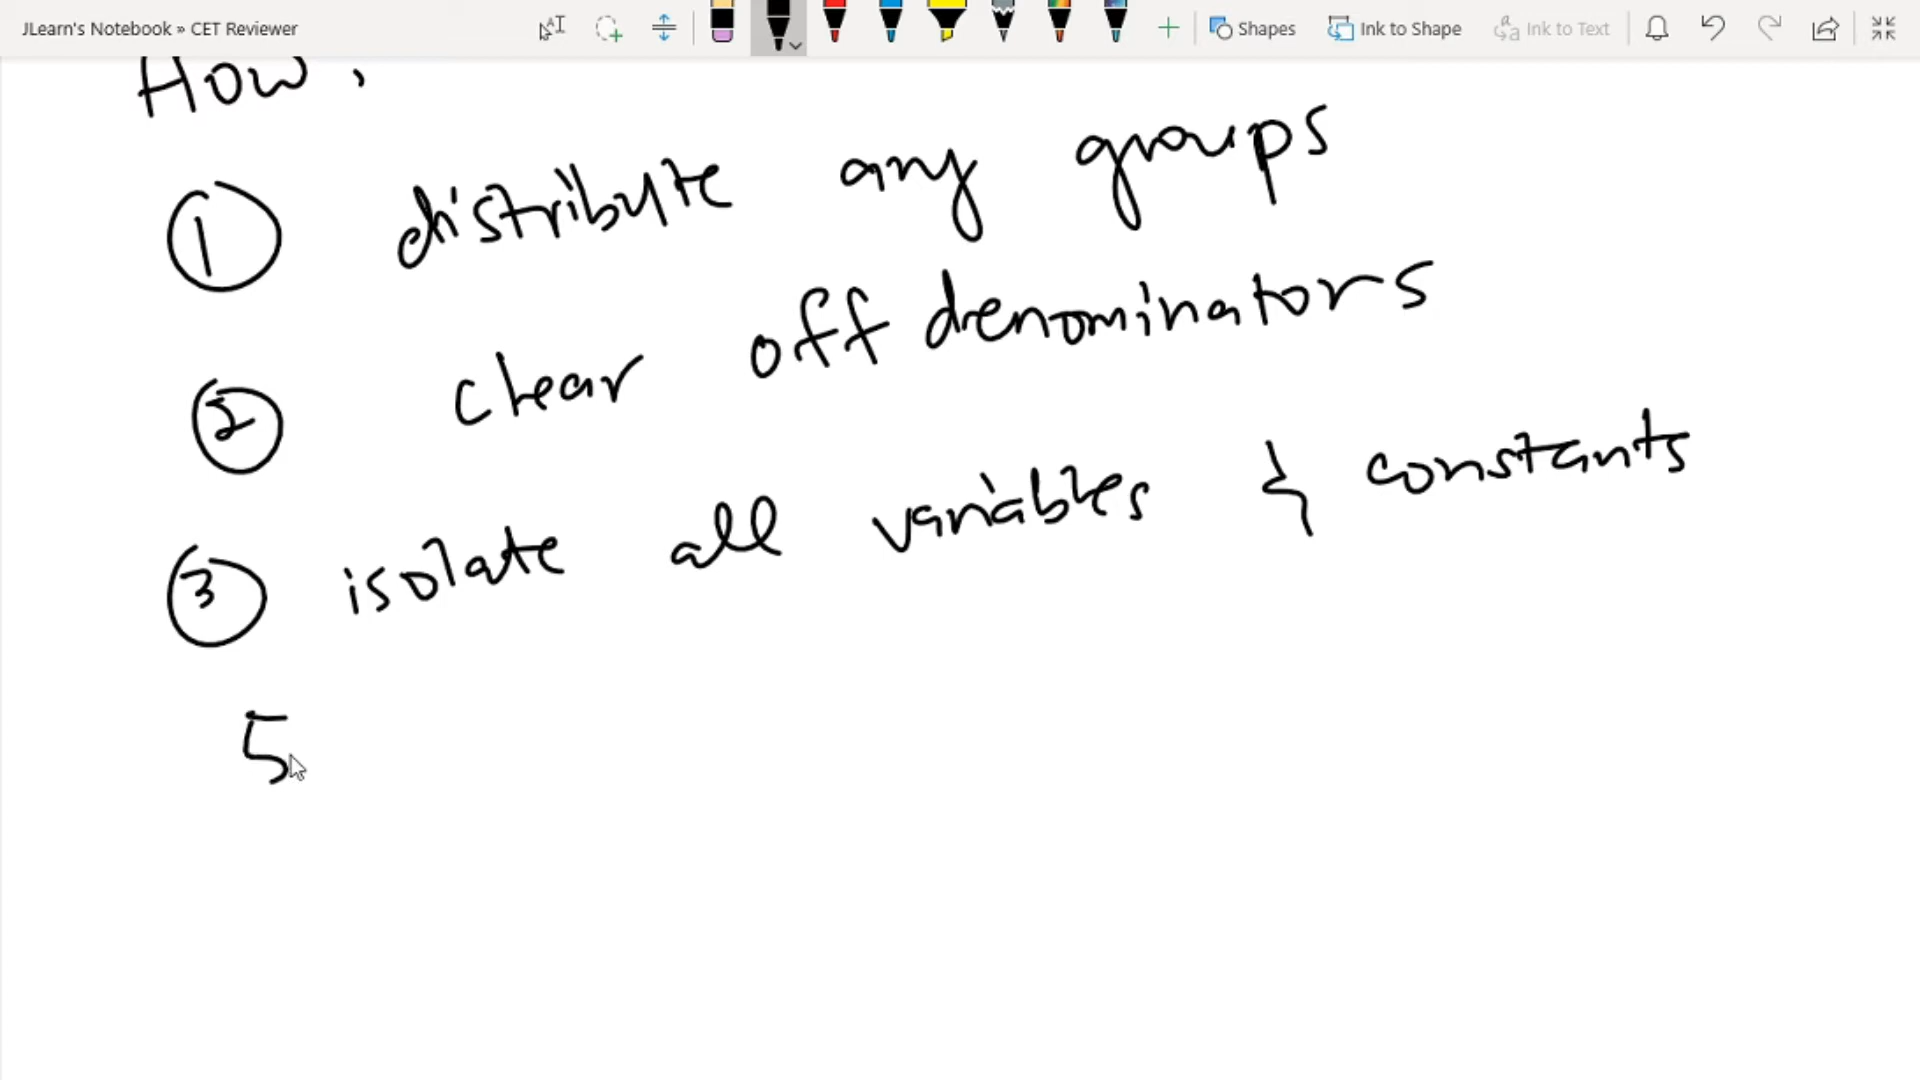 JLearn's Notebook » CET Reviewer
Shapes Ink to Shape Ink to Text
How:
1 distribute any groups
2 clear off denominators
3 isolate all variables & constants
5